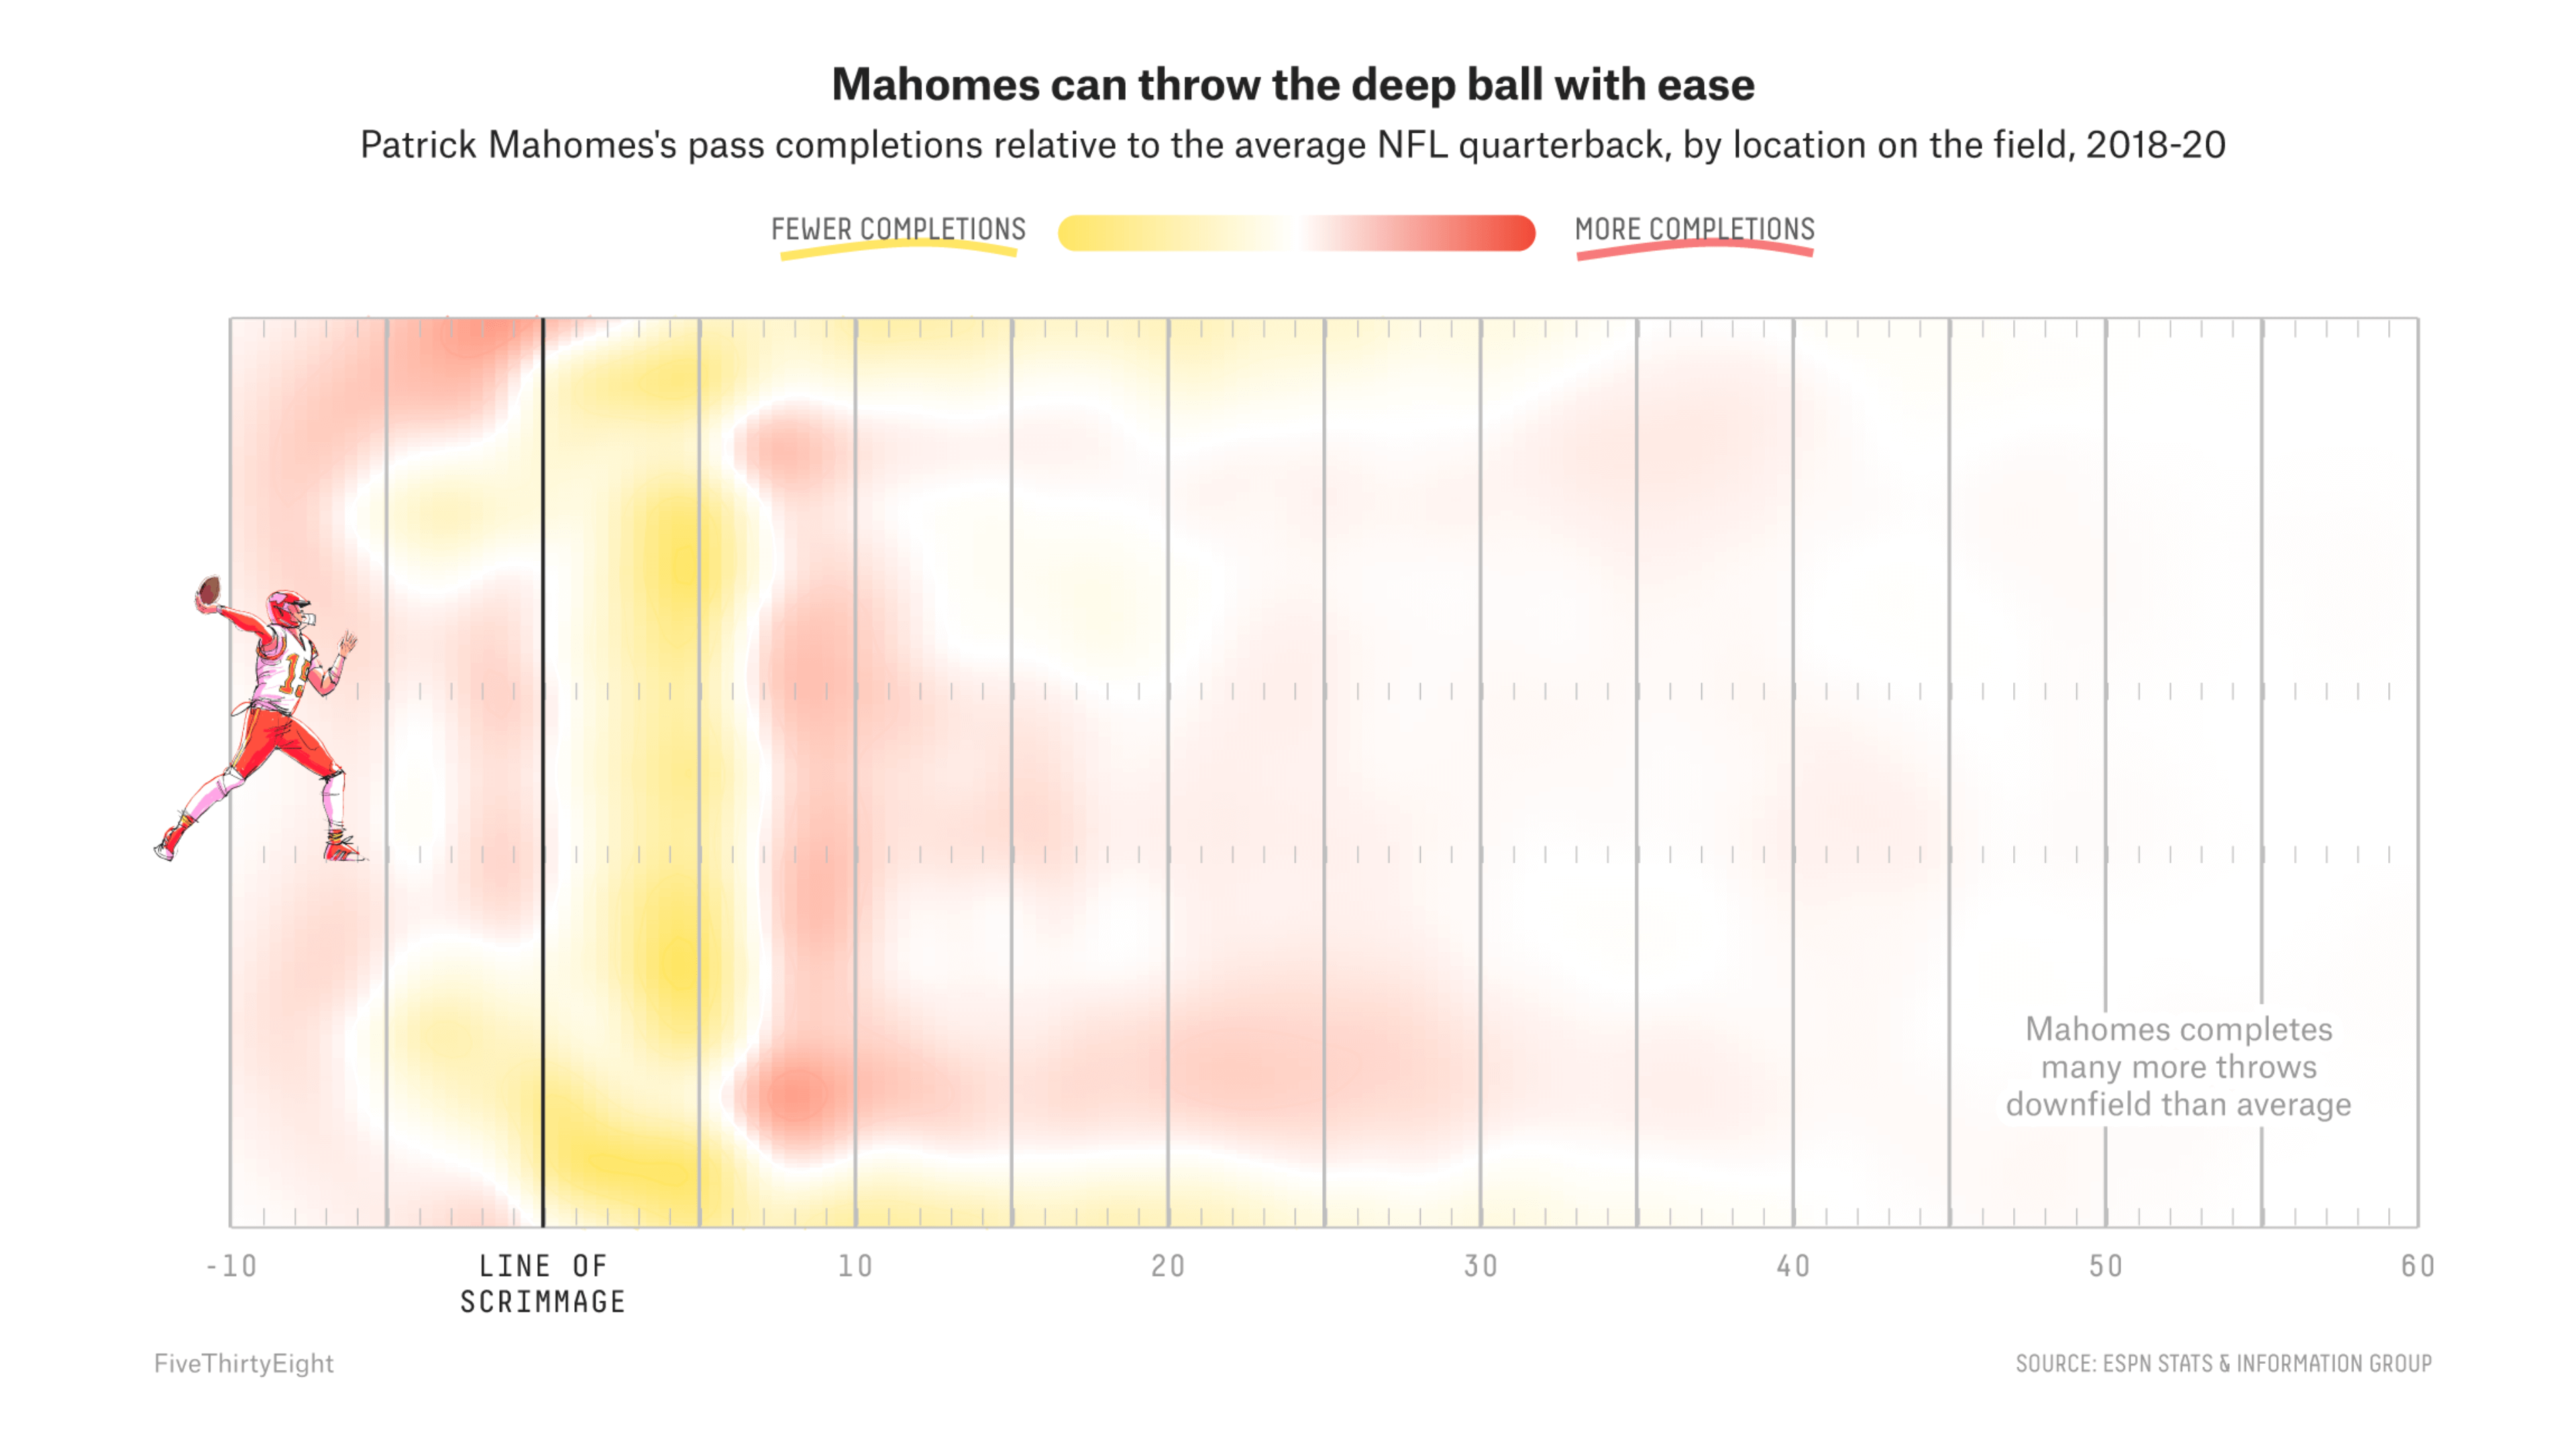 Mahomes can throw the deep ball with ease
Patrick Mahomes's pass completions relative to the average NFL quarterback, by location on the field, 2018-20
FEWER COMPLETIONS MORE COMPLETIONS
15
Mahomes completes
many more throws
downfield than average
-10 LINE OF 10 20 30 40 50 60
SCRIMMAGE
FiveThirtyEight SOURCE: ESPN STATS & INFORMATION GROUP